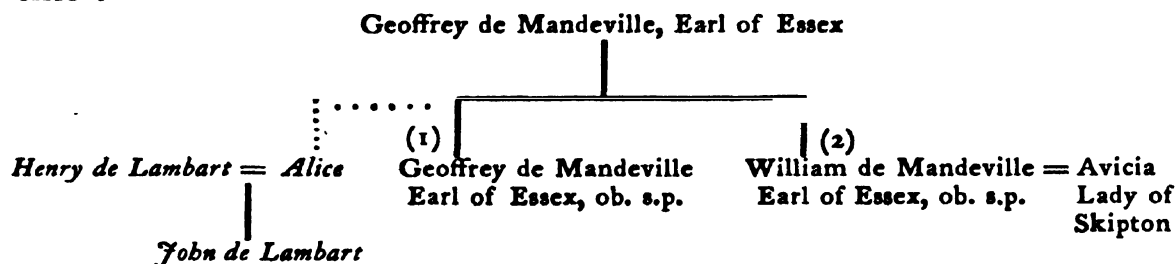 Geoffrey de Mandeville, Earl of Essex
(1) (2)
Henry de Lambart = Alice Geoffrey de Mandeville William de Mandeville = Avicia
Earl of Essex, ob. s.p. Earl of Essex, ob. s.p. Lady of
Skipton
John de Lambart